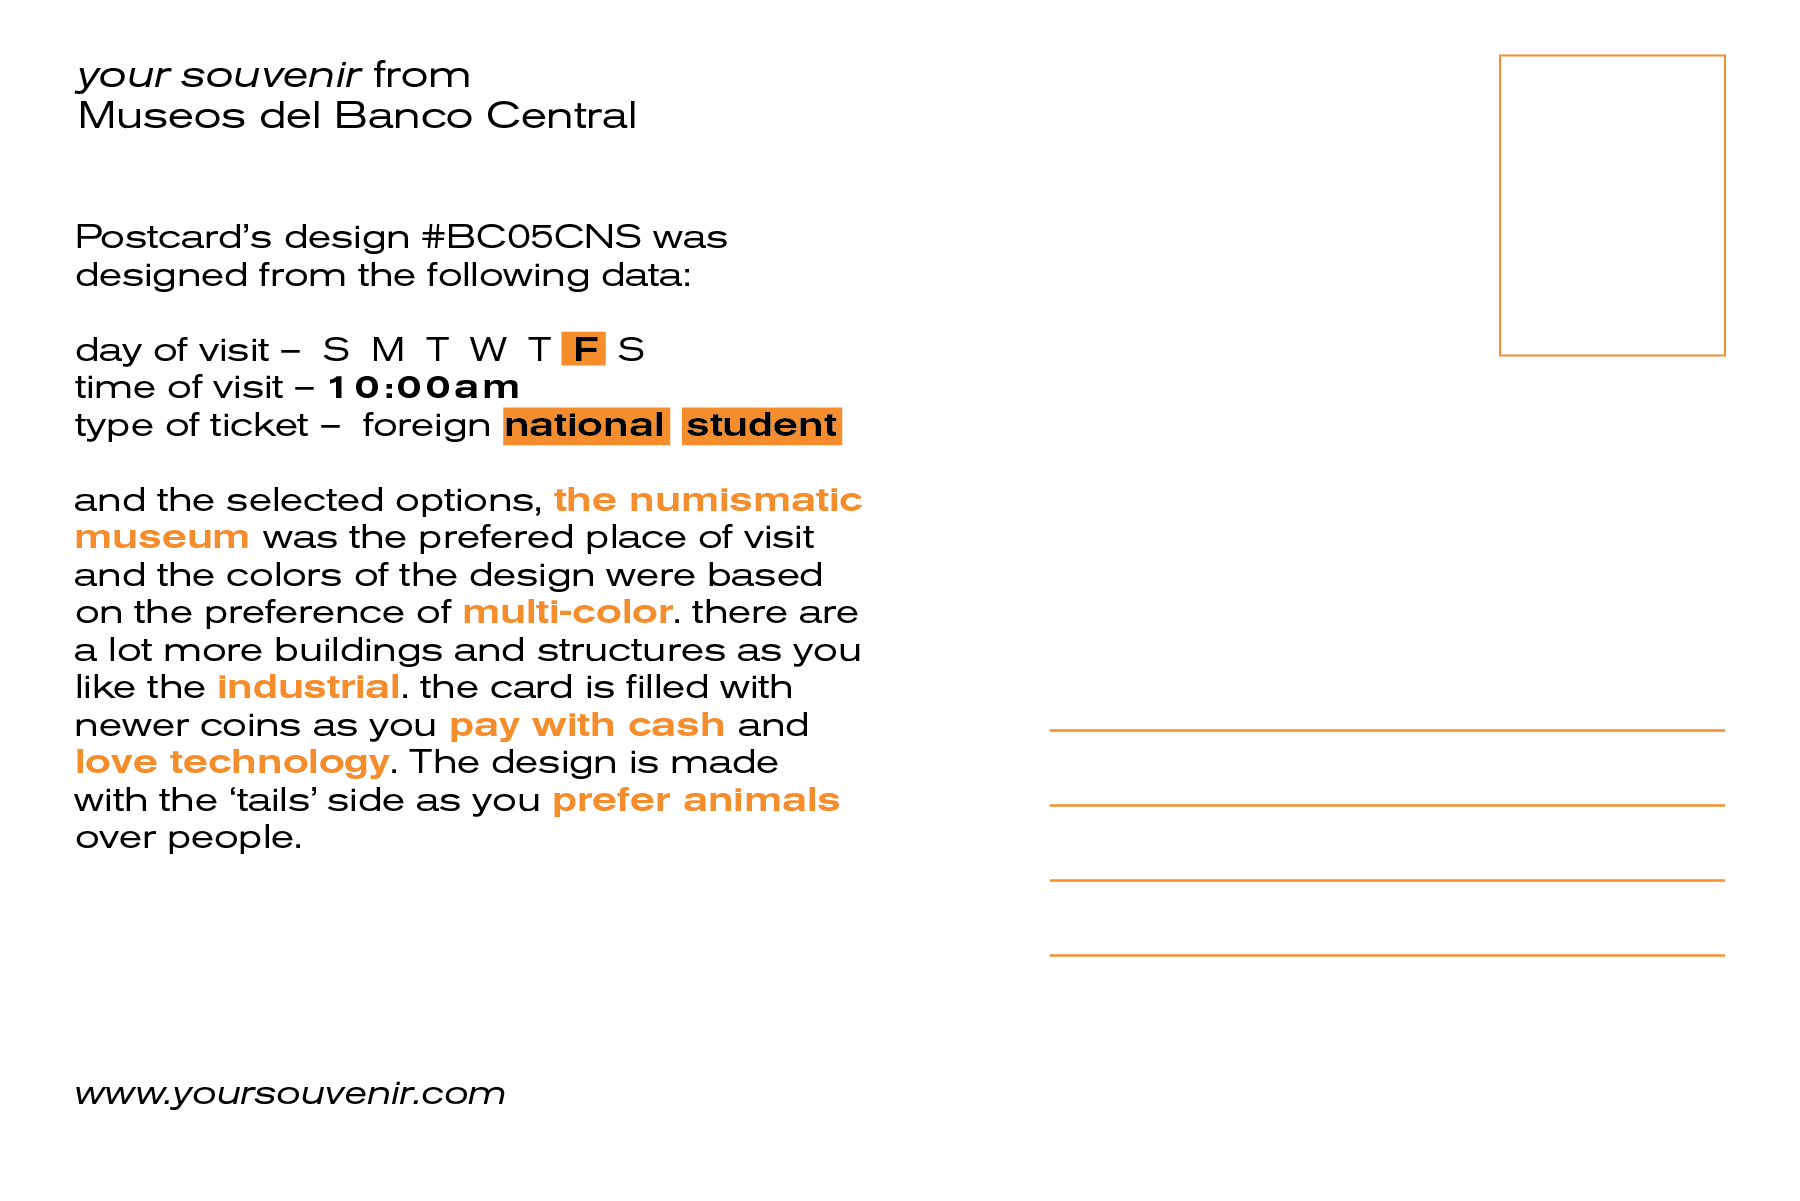 your souvenir from
Museos del Banco Central
Postcard’s design #BC05CNS was
designed from the following data:
day of visit – S M T W T F S
time of visit – 10:00am
type of ticket – foreign national student
and the selected options, the numismatic
museum was the prefered place of visit
and the colors of the design were based
on the preference of multi-color. there are
a lot more buildings and structures as you
like the industrial. the card is filled with
newer coins as you pay with cash and
love technology. The design is made
with the ‘tails’ side as you prefer animals
over people.
www.yoursouvenir.com